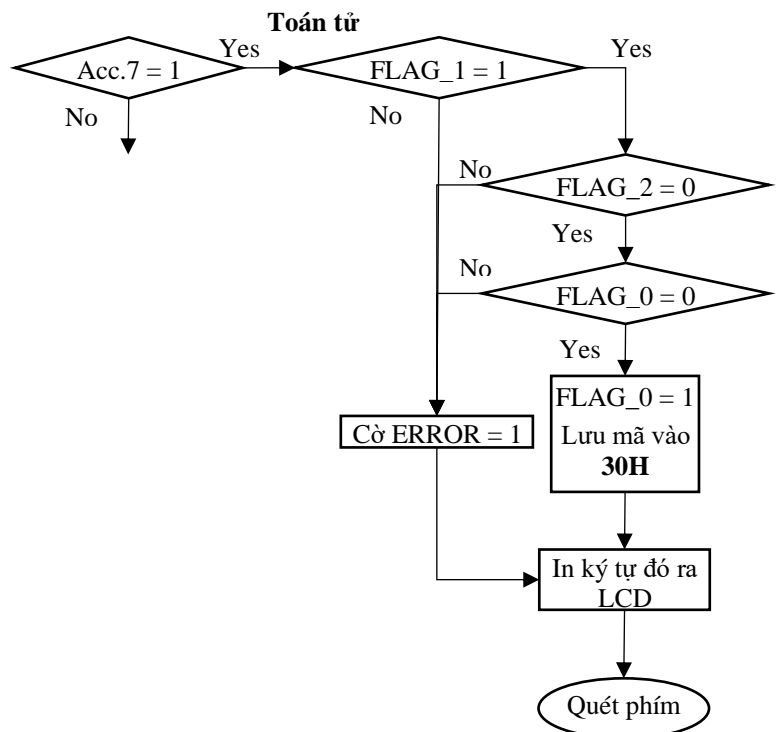 Toán tử
Yes
Yes
Acc.7 = 1
FLAG_1 = 1
No
No
No
FLAG_2 = 0
Yes
No
FLAG_0 = 0
Yes
FLAG_0 = 1
Cờ ERROR = 1
Lưu mã vào
30H
In ký tự đó ra
LCD
Quét phím